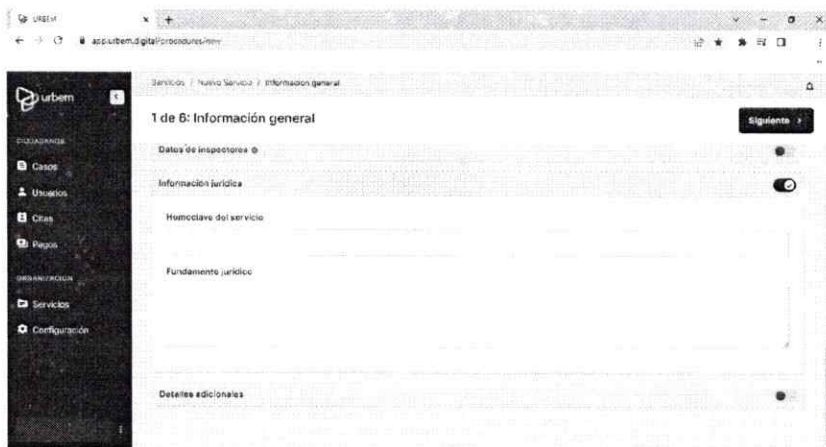 URBEM
app.urbem.digital/procedures/new
urbem
Servicios / Nuevo Servicio / Información general
1 de 6: Información general
Siguiente >
CIUDADANOS
Casos
Usuarios
Citas
Pagos
ORGANIZACIÓN
Servicios
Configuración
Datos de inspectores
Información jurídica
Homoclave del servicio
Fundamento jurídico
Detalles adicionales